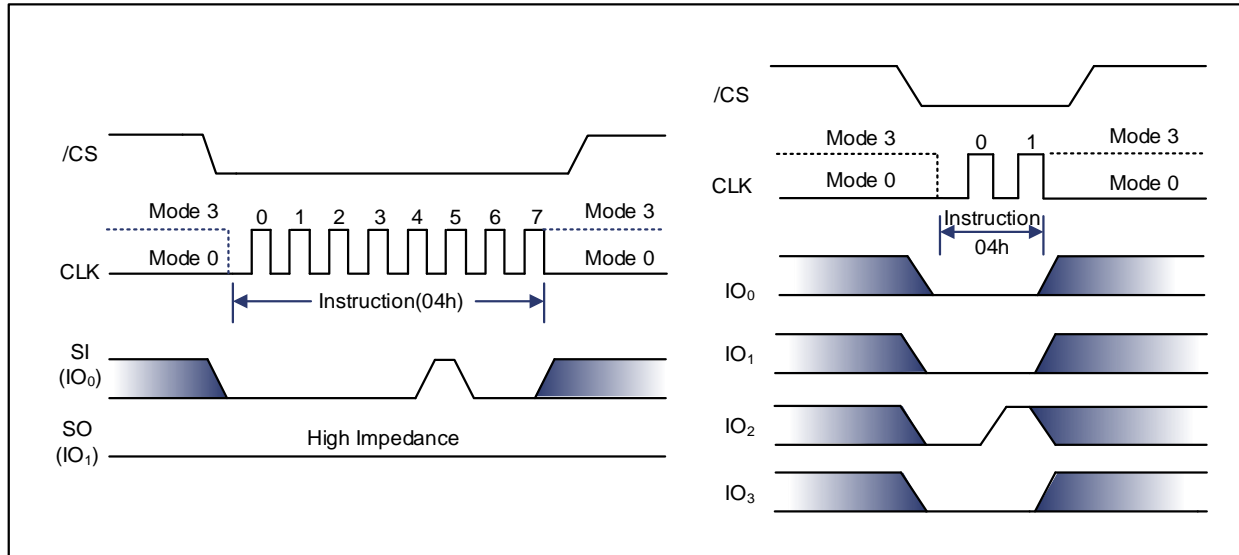 /CS
Mode 3
0 1 2 3 4 5 6 7
Mode 3
CLK
Mode 0
Mode 0
Instruction(04h)
SI
(IO0)
SO
(IO1)
High Impedance
/CS
Mode 3
0 1
Mode 3
CLK
Mode 0
Mode 0
Instruction
04h
IO0
IO1
IO2
IO3